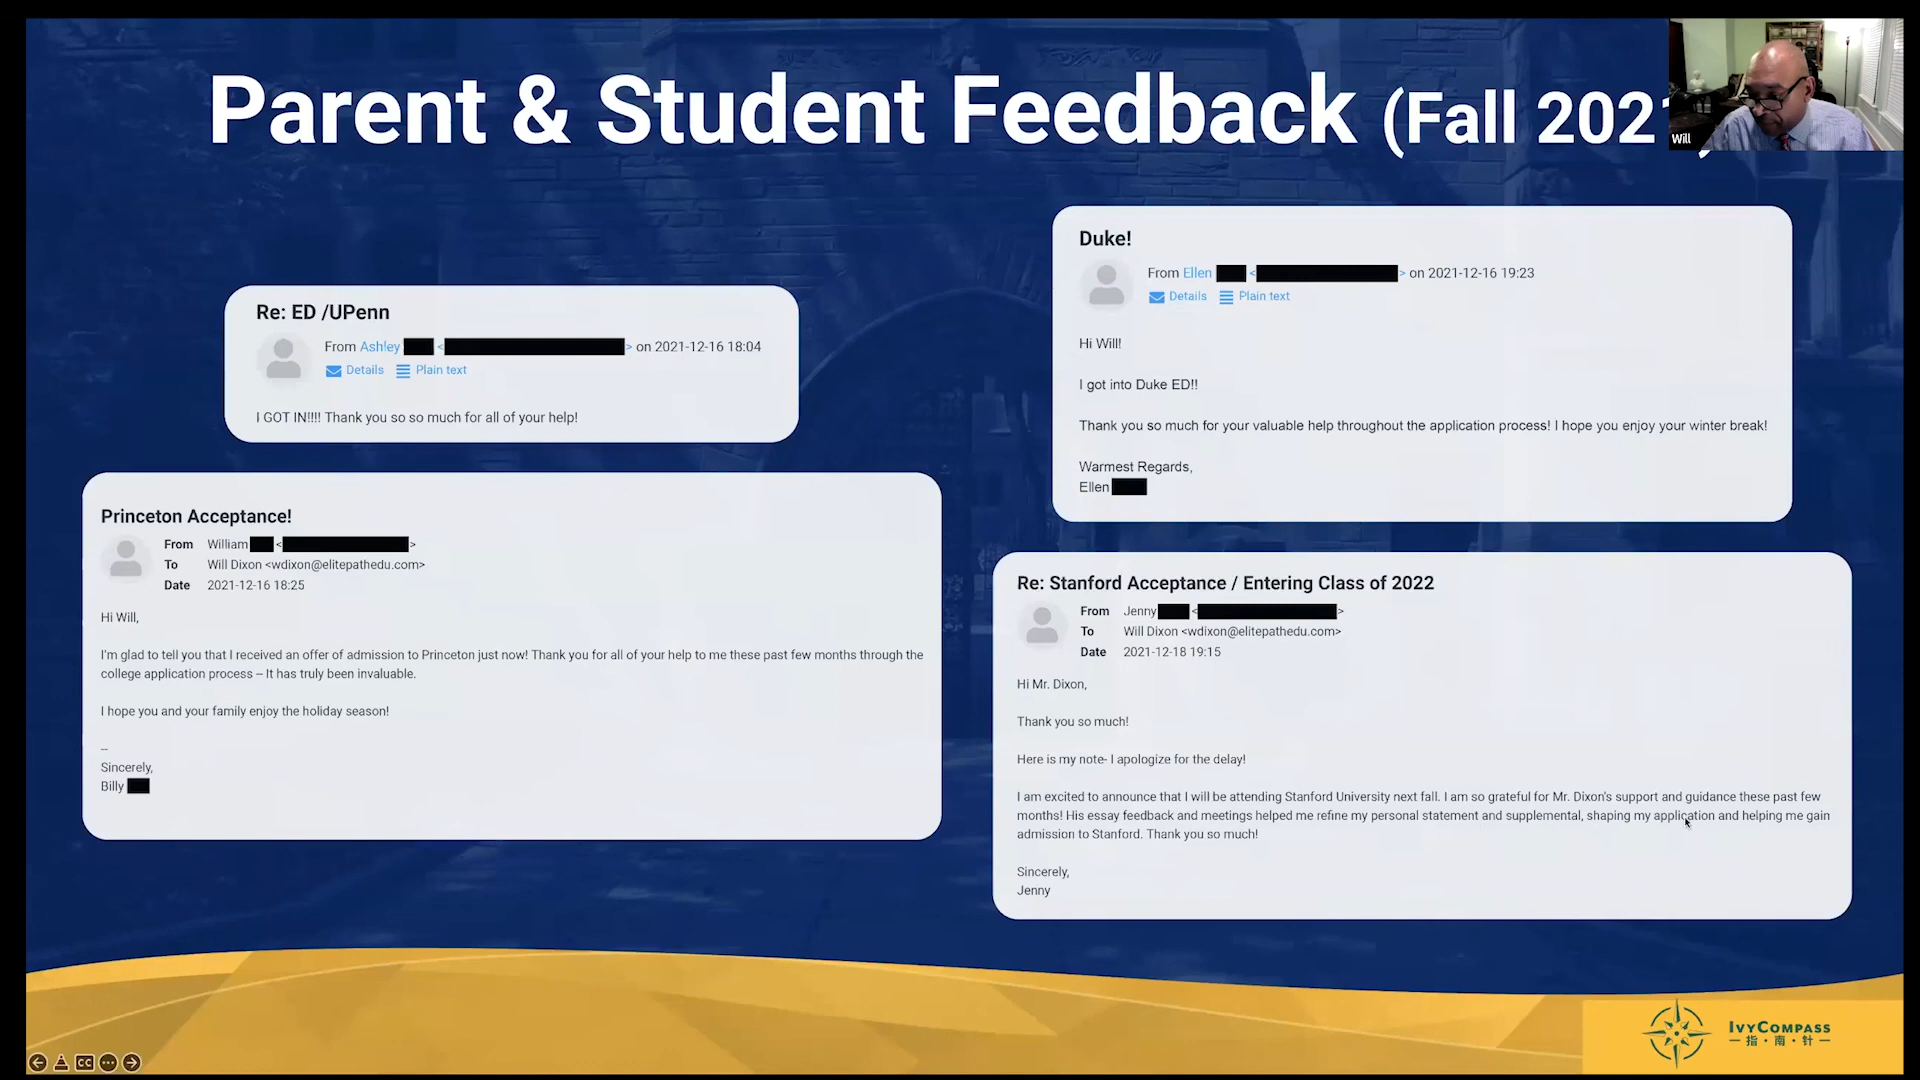 Parent & Student Feedback (Fall 2021)
Will
Re: ED /UPenn
From Ashley < > on 2021-12-16 18:04
Details Plain text
I GOT IN!!!! Thank you so so much for all of your help!
Duke!
From Ellen < > on 2021-12-16 19:23
Details Plain text
Hi Will!
I got into Duke ED!!
Thank you so much for your valuable help throughout the application process! I hope you enjoy your winter break!
Warmest Regards,
Ellen
Princeton Acceptance!
From William < >
To Will Dixon <wdixon@elitepathedu.com>
Date 2021-12-16 18:25
Hi Will,
I'm glad to tell you that I received an offer of admission to Princeton just now! Thank you for all of your help to me these past few months through the
college application process – It has truly been invaluable.
I hope you and your family enjoy the holiday season!
--
Sincerely,
Billy
Re: Stanford Acceptance / Entering Class of 2022
From Jenny < >
To Will Dixon <wdixon@elitepathedu.com>
Date 2021-12-18 19:15
Hi Mr. Dixon,
Thank you so much!
Here is my note- I apologize for the delay!
I am excited to announce that I will be attending Stanford University next fall. I am so grateful for Mr. Dixon's support and guidance these past few
months! His essay feedback and meetings helped me refine my personal statement and supplemental, shaping my application and helping me gain
admission to Stanford. Thank you so much!
Sincerely,
Jenny
CC
IVYCOMPASS
指·南·针